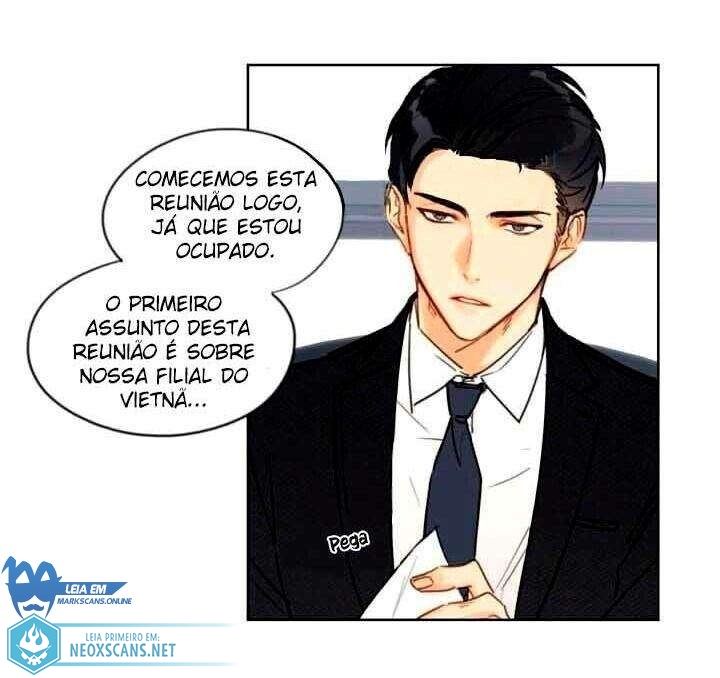 COMECEMOS ESTA
REUNIÃO LOGO,
JÁ QUE ESTOU
OCUPADO.
O PRIMEIRO
ASSUNTO DESTA
REUNIÃO É SOBRE
NOSSA FILIAL DO
VIETNÃ...
Pega
LEIA EM
MARKSCANS.ONLINE
LEIA PRIMEIRO EM:
NEOXSCANS.NET